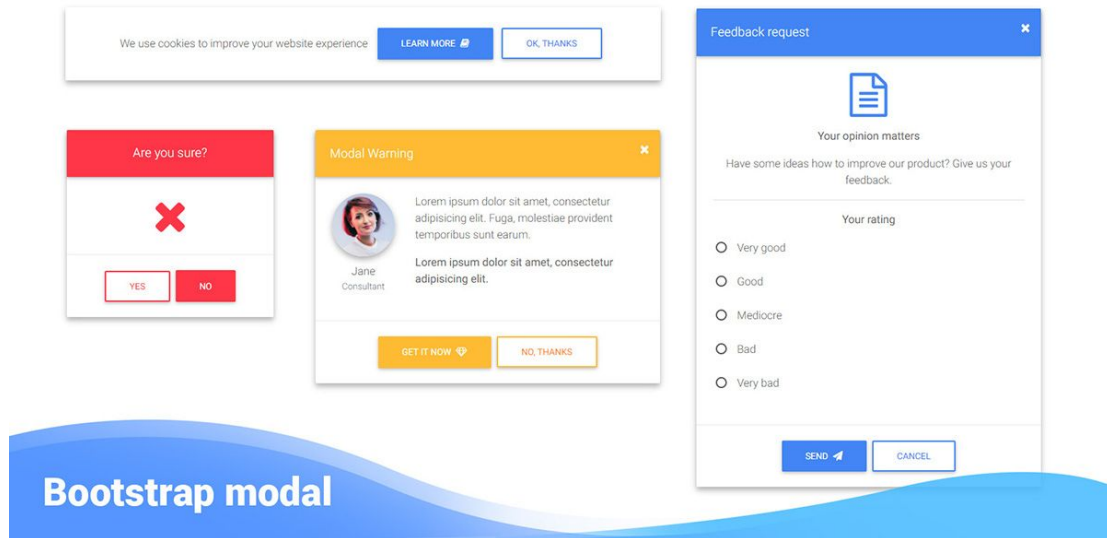 We use cookies to improve your website experience
LEARN MORE
OK, THANKS
Are you sure?
YES
NO
Modal Warning
Lorem ipsum dolor sit amet, consectetur
adipisicing elit. Fuga, molestiae provident
temporibus sunt earum.
Lorem ipsum dolor sit amet, consectetur
adipisicing elit.
Jane
Consultant
GET IT NOW
NO, THANKS
Feedback request
Your opinion matters
Have some ideas how to improve our product? Give us your
feedback.
Your rating
Very good
Good
Mediocre
Bad
Very bad
SEND
CANCEL
Bootstrap modal